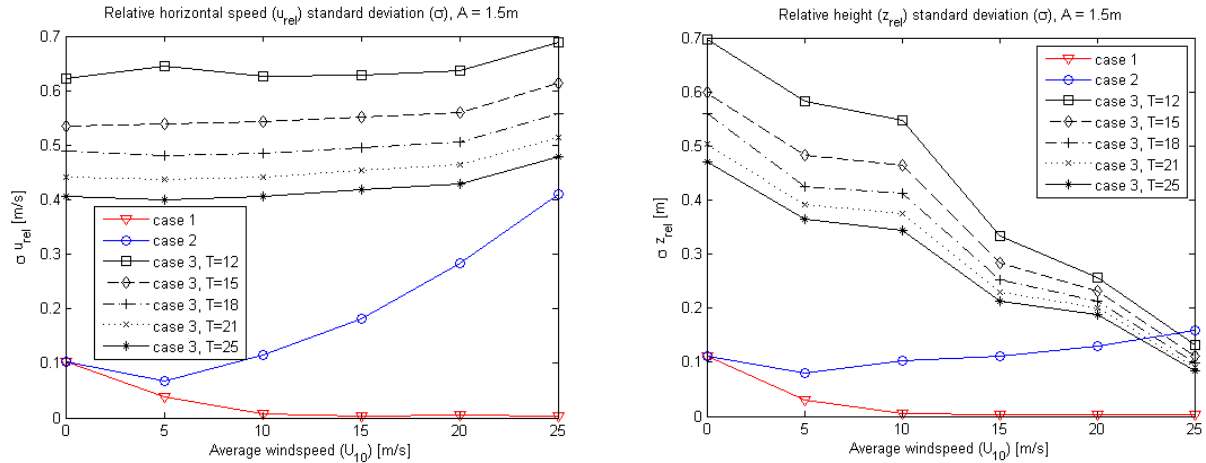 Relative horizontal speed (u_rel) standard deviation (σ), A = 1.5m
0.7
0.6
0.5
0.4
0.3
0.2
0.1
0
σ u_rel [m/s]
case 1
case 2
case 3, T=12
case 3, T=15
case 3, T=18
case 3, T=21
case 3, T=25
0 5 10 15 20 25
Average windspeed (U_10) [m/s]
Relative height (z_rel) standard deviation (σ), A = 1.5m
0.7
0.6
0.5
0.4
0.3
0.2
0.1
0
σ z_rel [m]
case 1
case 2
case 3, T=12
case 3, T=15
case 3, T=18
case 3, T=21
case 3, T=25
0 5 10 15 20 25
Average windspeed (U_10) [m/s]